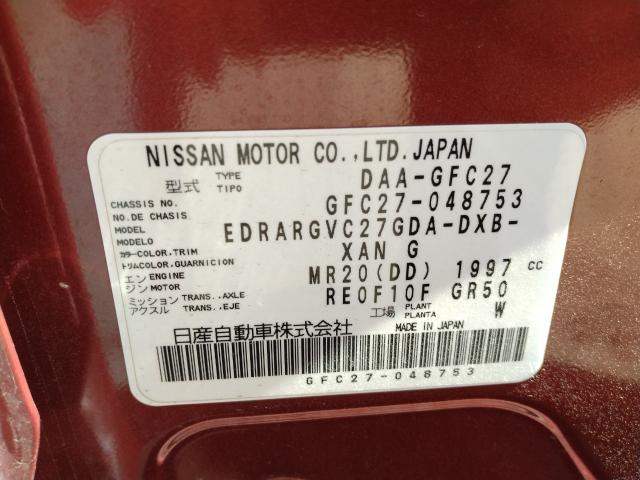 NISSAN MOTOR CO.,LTD.JAPAN
型式 TYPE TIPO DAA-GFC27
CHASSIS NO. NO.DE CHASIS GFC27-048753
MODEL MODELO EDRARGVC27GDA-DXB-
カラー COLOR,TRIM トリムCOLOR,GUARNICION XAN G
エンジン ENGINE MOTOR MR20(DD) 1997 CC
ミッション アクスル TRANS.,AXLE TRANS.,EJE RE0F10F GR50
工場 PLANT PLANTA W
日産自動車株式会社 MADE IN JAPAN
GFC27-048753